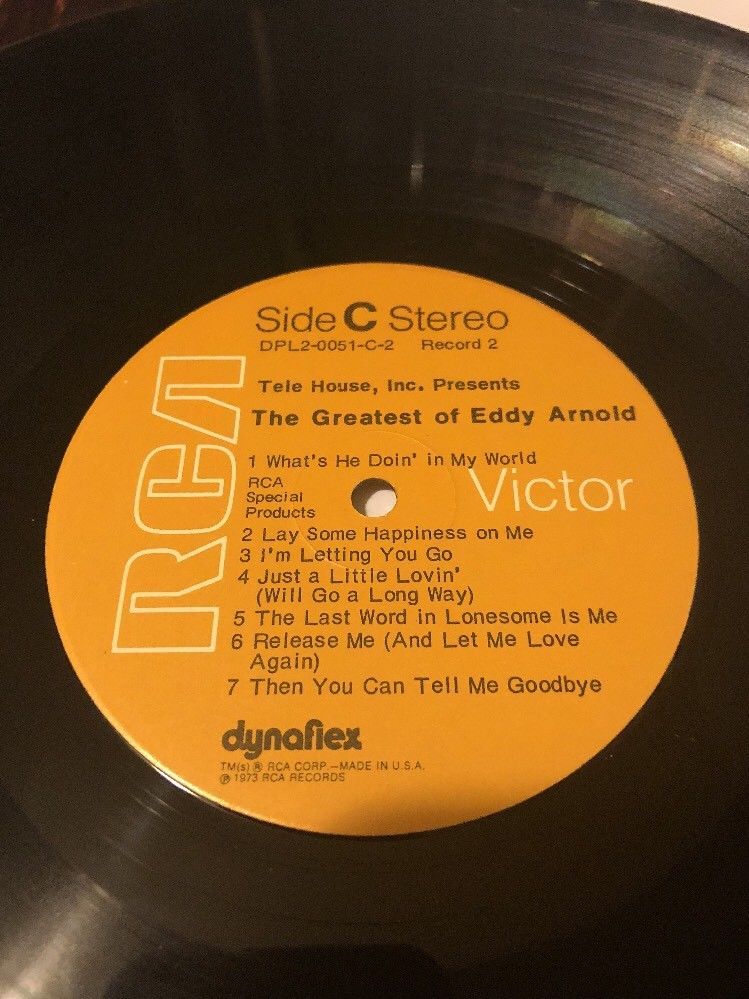 Side C Stereo
DPL2-0051-C-2 Record 2
Tele House, Inc. Presents
The Greatest of Eddy Arnold
1 What's He Doin' in My World
RCA
Special
Products
RCA
Victor
2 Lay Some Happiness on Me
3 I'm Letting You Go
4 Just a Little Lovin'
(Will Go a Long Way)
5 The Last Word in Lonesome Is Me
6 Release Me (And Let Me Love
Again)
7 Then You Can Tell Me Goodbye
dynaflex
TM(s) ® RCA CORP.—MADE IN U.S.A.
℗ 1973 RCA RECORDS